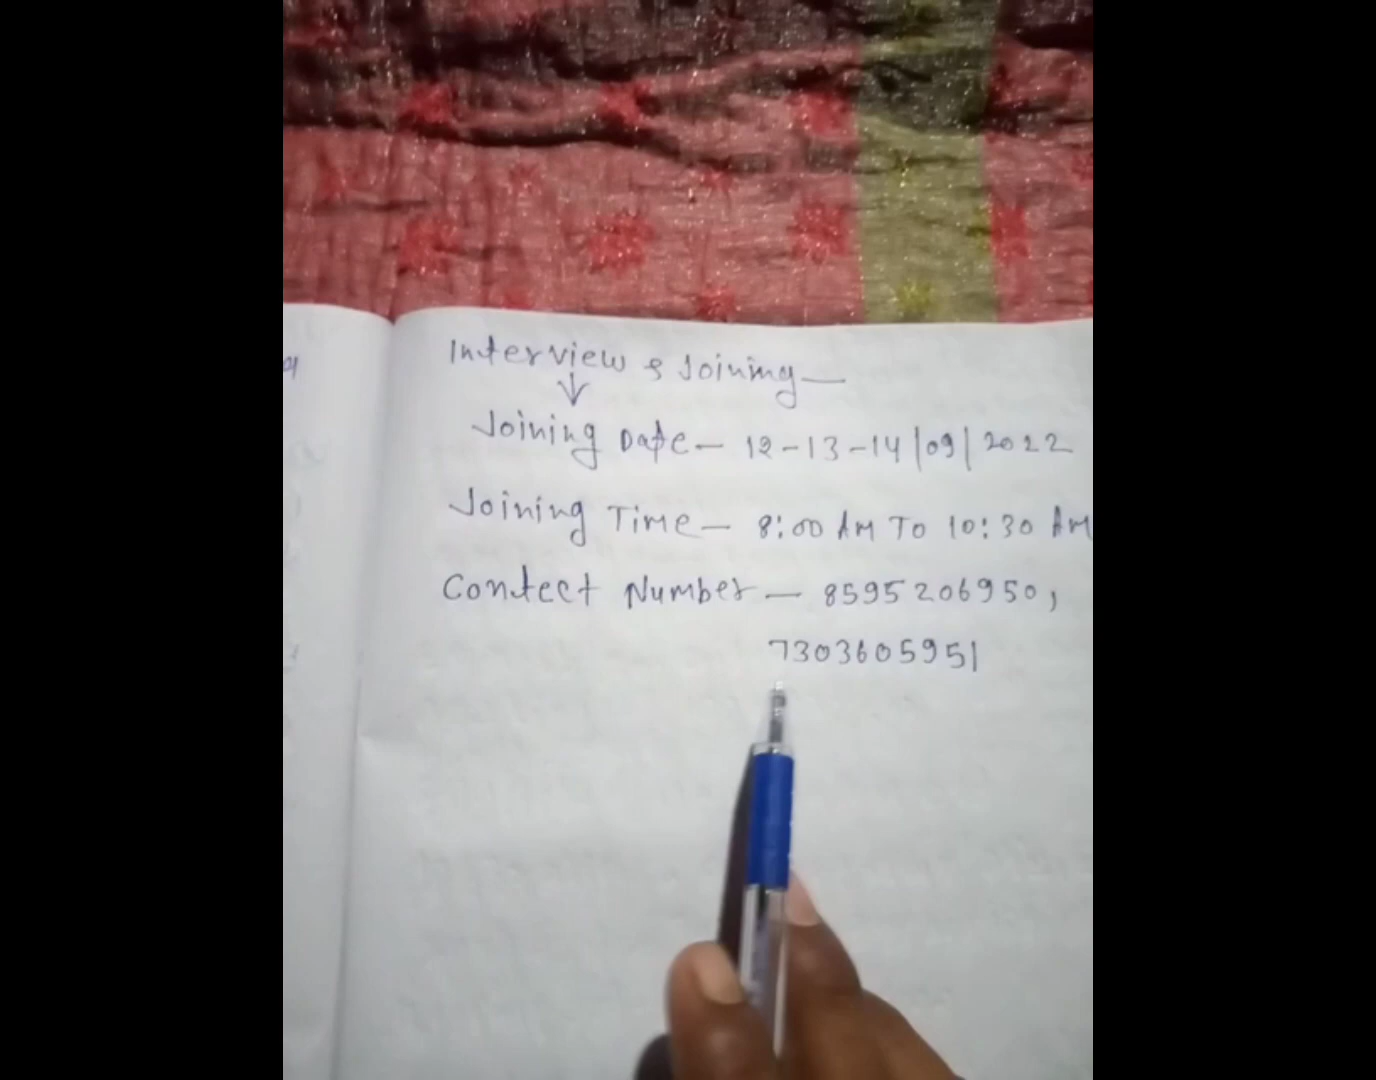 Interview & Joining—
Joining Date— 12-13-14/09/2022
Joining Time— 8:00 AM To 10:30 AM
Contect Number— 8595206950,
7303605951